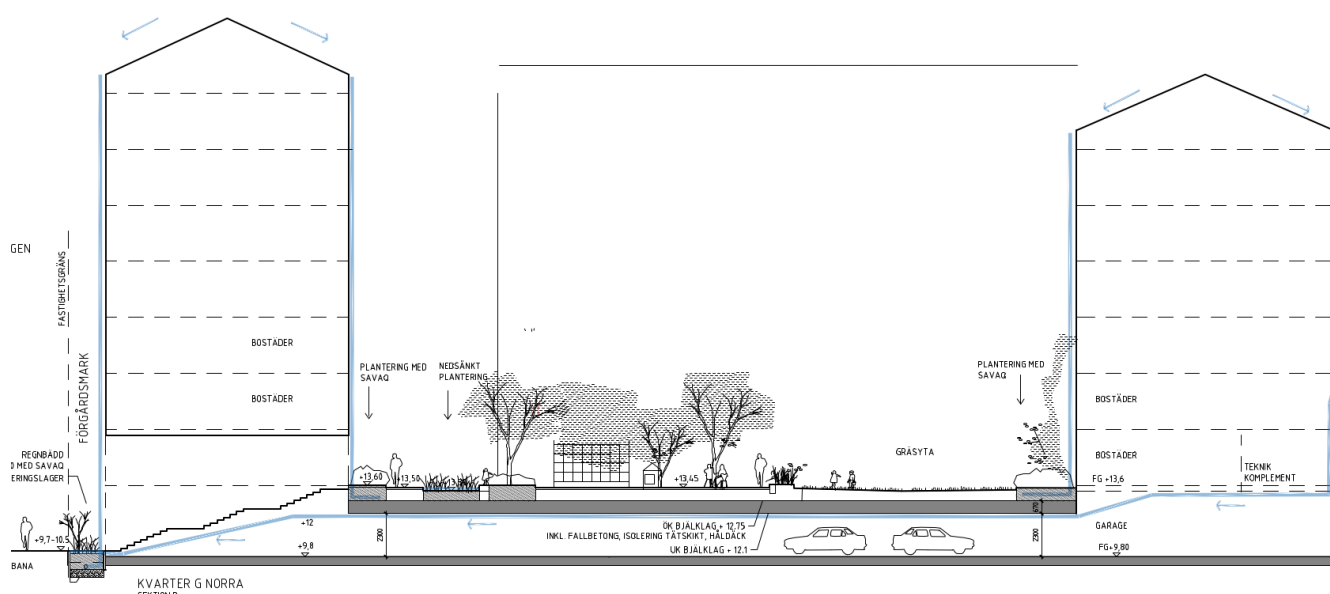 GEN
FASTIGHETSGRÄNS
FÖRGÅRDSMARK
REGNBÄDD
D MED SAVAQ
ERINGSLAGER
+9,7-10,5
BANA
BOSTÄDER
BOSTÄDER
PLANTERING MED
SAVAQ
NEDSÄNKT
PLANTERING
+13,60
+13,50
+13,45
GRÄSYTA
PLANTERING MED
SAVAQ
BOSTÄDER
BOSTÄDER
FG +13,6
TEKNIK
KOMPLEMENT
+12
+9,8
2300
ÖK BJÄLKLAG + 12.75
INKL. FALLBETONG, ISOLERING TÄTSKIKT, HÅLDÄCK
UK BJÄLKLAG + 12.1
670
2300
GARAGE
FG+9,80
KVARTER G NORRA